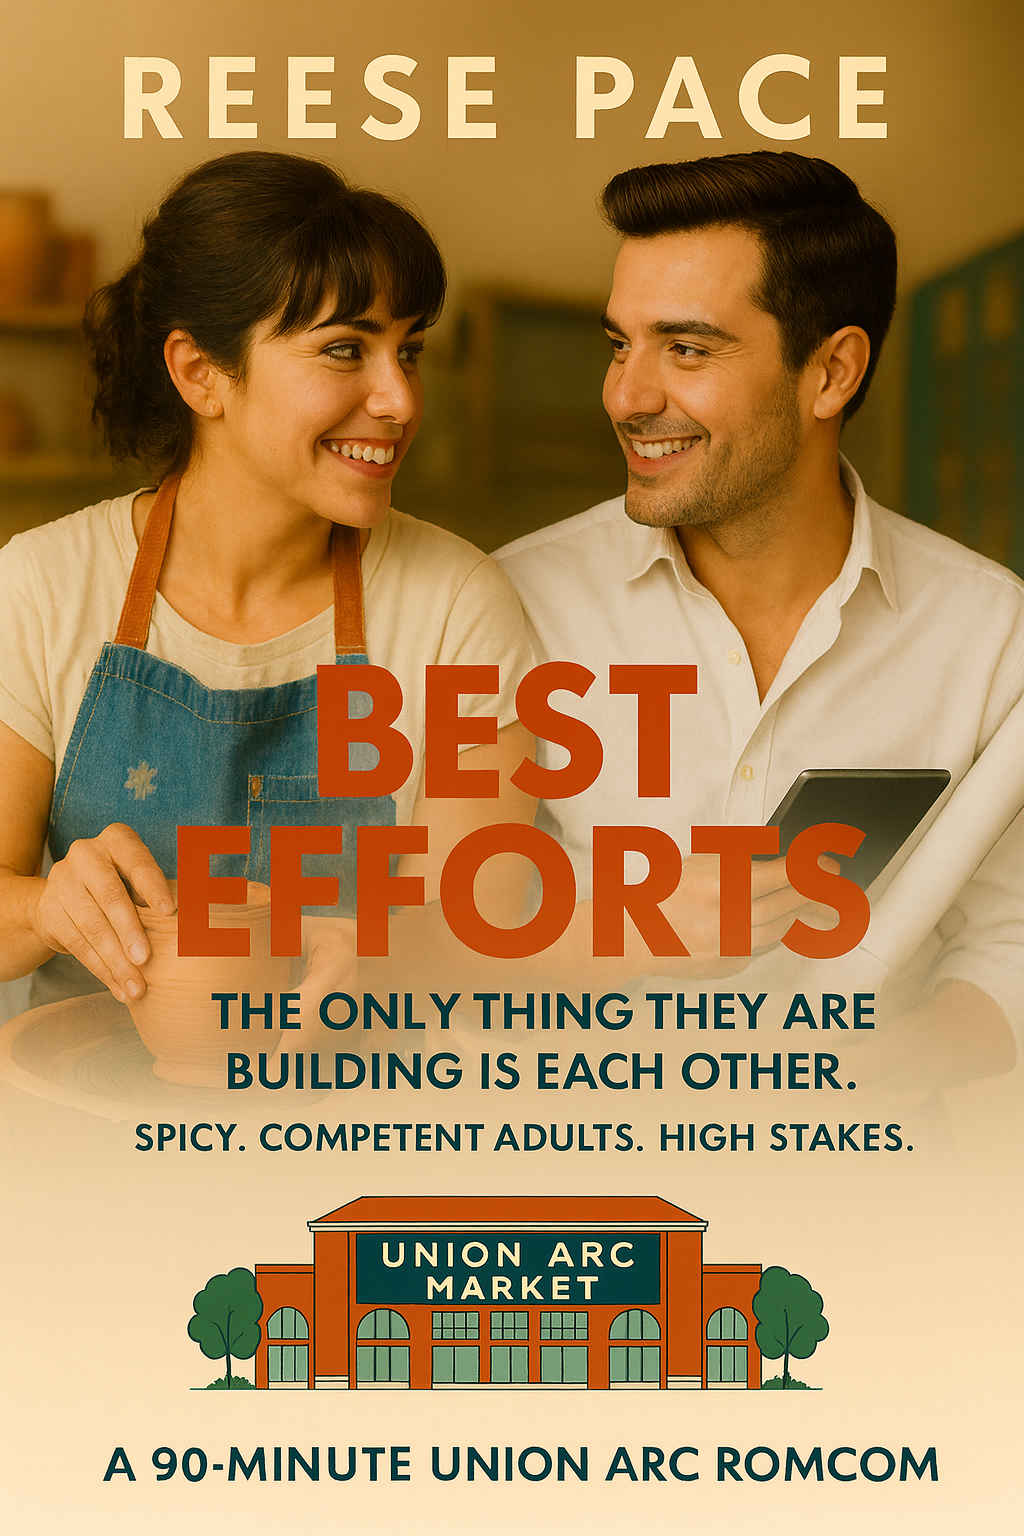 REESE PACE
BEST
EFFORTS
THE ONLY THING THEY ARE
BUILDING IS EACH OTHER.
SPICY. COMPETENT ADULTS. HIGH STAKES.
UNION ARC
MARKET
A 90-MINUTE UNION ARC ROMCOM